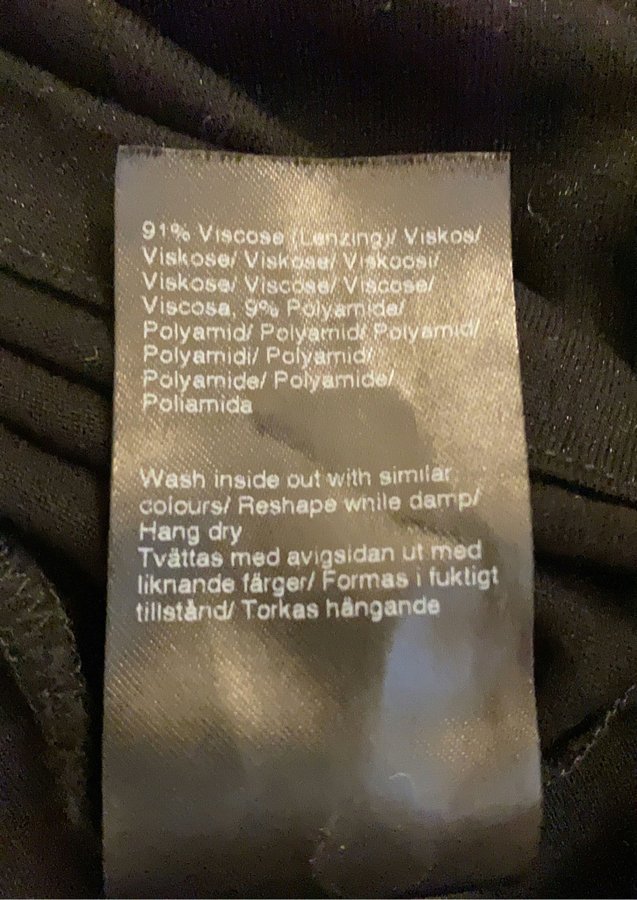 91% Viscose (Lenzing)/ Viskos/
Viskose/ Viskose/ Viskoosi/
Viskose/ Viscose/ Viscose/
Viscosa, 9% Polyamide/
Polyamid/ Polyamid/ Polyamid/
Polyamidi/ Polyamid/
Polyamide/ Polyamide/
Poliamida
Wash inside out with similar
colours/ Reshape while damp/
Hang dry
Tvättas med avigsidan ut med
liknande färger/ Formas i fuktigt
tillstånd/ Torkas hängande